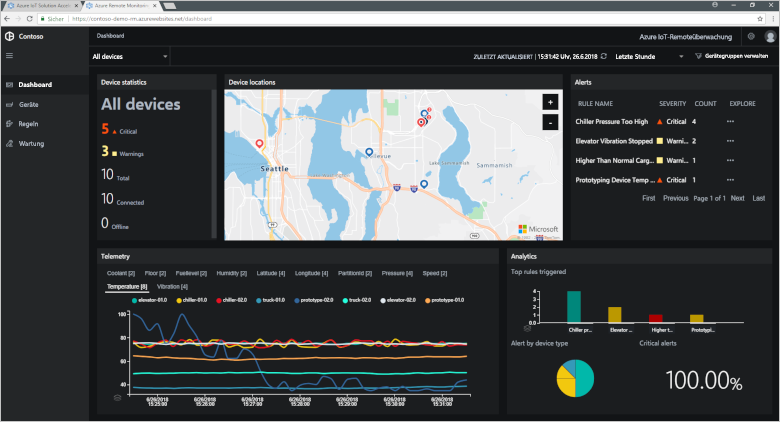 Azure IoT Solution Accel
Azure Remote Monitorin
Sicher
https://contoso-demo-rm.azurewebsites.net/dashboard
Contoso
Dashboard
Azure IoT-Remoteüberwachung
All devices
ZULETZT AKTUALISIERT | 15:31:42 Uhr, 26.6.2018
Letzte Stunde
Gerätegruppen verwalten
Dashboard
Geräte
Regeln
Wartung
Device statistics
All devices
5 Critical
3 Warnings
10 Total
10 Connected
0 Offline
Device locations
Seattle
Bellevue
Lake Sammamish
Sammamish
Microsoft
+
-
Alerts
RULE NAME SEVERITY COUNT EXPLORE
Chiller Pressure Too High Critical 4 •••
Elevator Vibration Stopped Warni... 2 •••
Higher Than Normal Carg... Warni... 1 •••
Prototyping Device Temp ... Critical 1 •••
First Previous Page 1 of 1 Next Last
Telemetry
Coolant [2] Floor [2] Fuellevel [2] Humidity [2] Latitude [4] Longitude [4] PartitionId [2] Pressure [4] Speed [2]
Temperature [8] Vibration [4]
elevator-01.0 chiller-01.0 chiller-02.0 truck-01.0 prototype-02.0 truck-02.0 elevator-02.0 prototype-01.0
100
80
60
40
6/26/2018 15:25:00
6/26/2018 15:26:00
6/26/2018 15:27:00
6/26/2018 15:28:00
6/26/2018 15:29:00
6/26/2018 15:30:00
6/26/2018 15:31:00
Analytics
Top rules triggered
4
3
2
1
0.0
Chiller pr...
Elevator ...
Higher t...
Prototypi...
Alert by device type
Critical alerts
100.00%